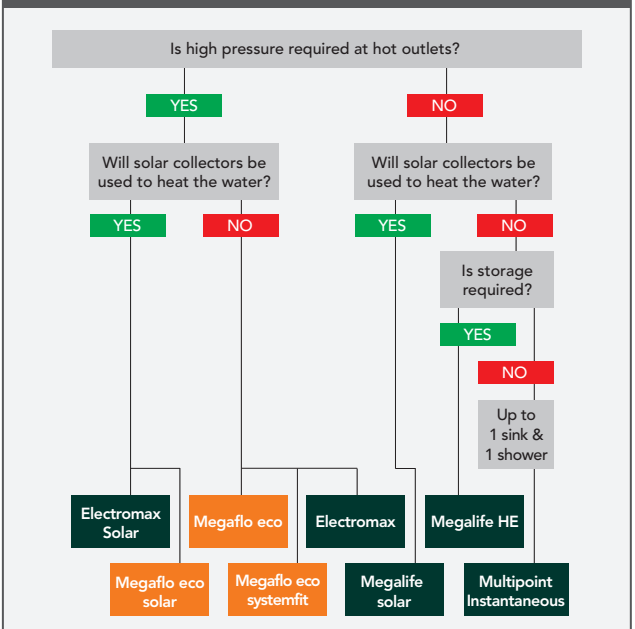 Is high pressure required at hot outlets?
YES
NO
Will solar collectors be
used to heat the water?
Will solar collectors be
used to heat the water?
YES
NO
YES
NO
Is storage
required?
YES
NO
Up to
1 sink &
1 shower
Electromax
Solar
Megaflo eco
Electromax
Megalife HE
Megaflo eco
solar
Megaflo eco
systemfit
Megalife
solar
Multipoint
Instantaneous